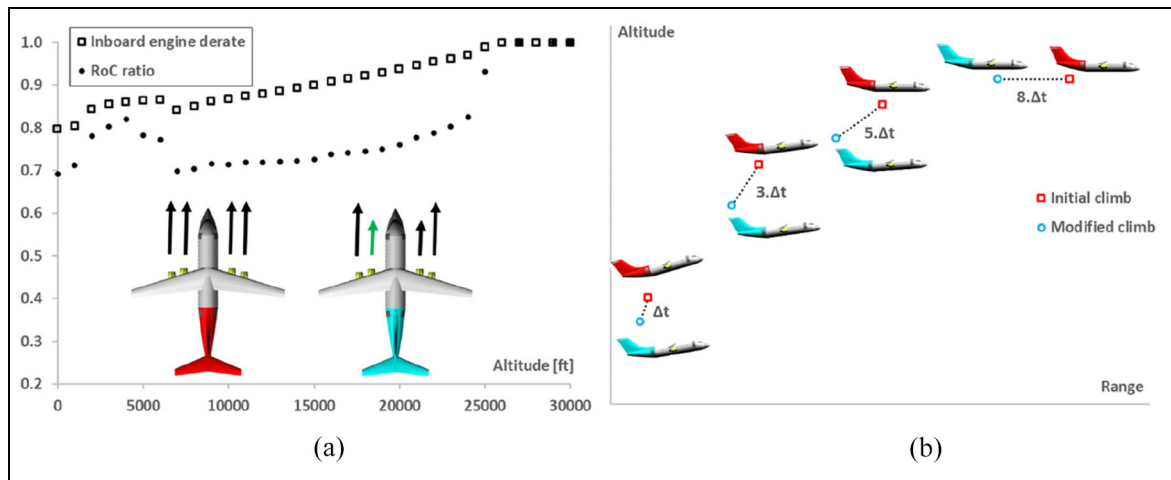 Inboard engine derate
RoC ratio
1.0
0.9
0.8
0.7
0.6
0.5
0.4
0.3
0.2
Altitude [ft]
0
5000
10000
15000
20000
25000
30000
(a)
Altitude
8.Δt
5.Δt
3.Δt
Δt
Initial climb
Modified climb
Range
(b)